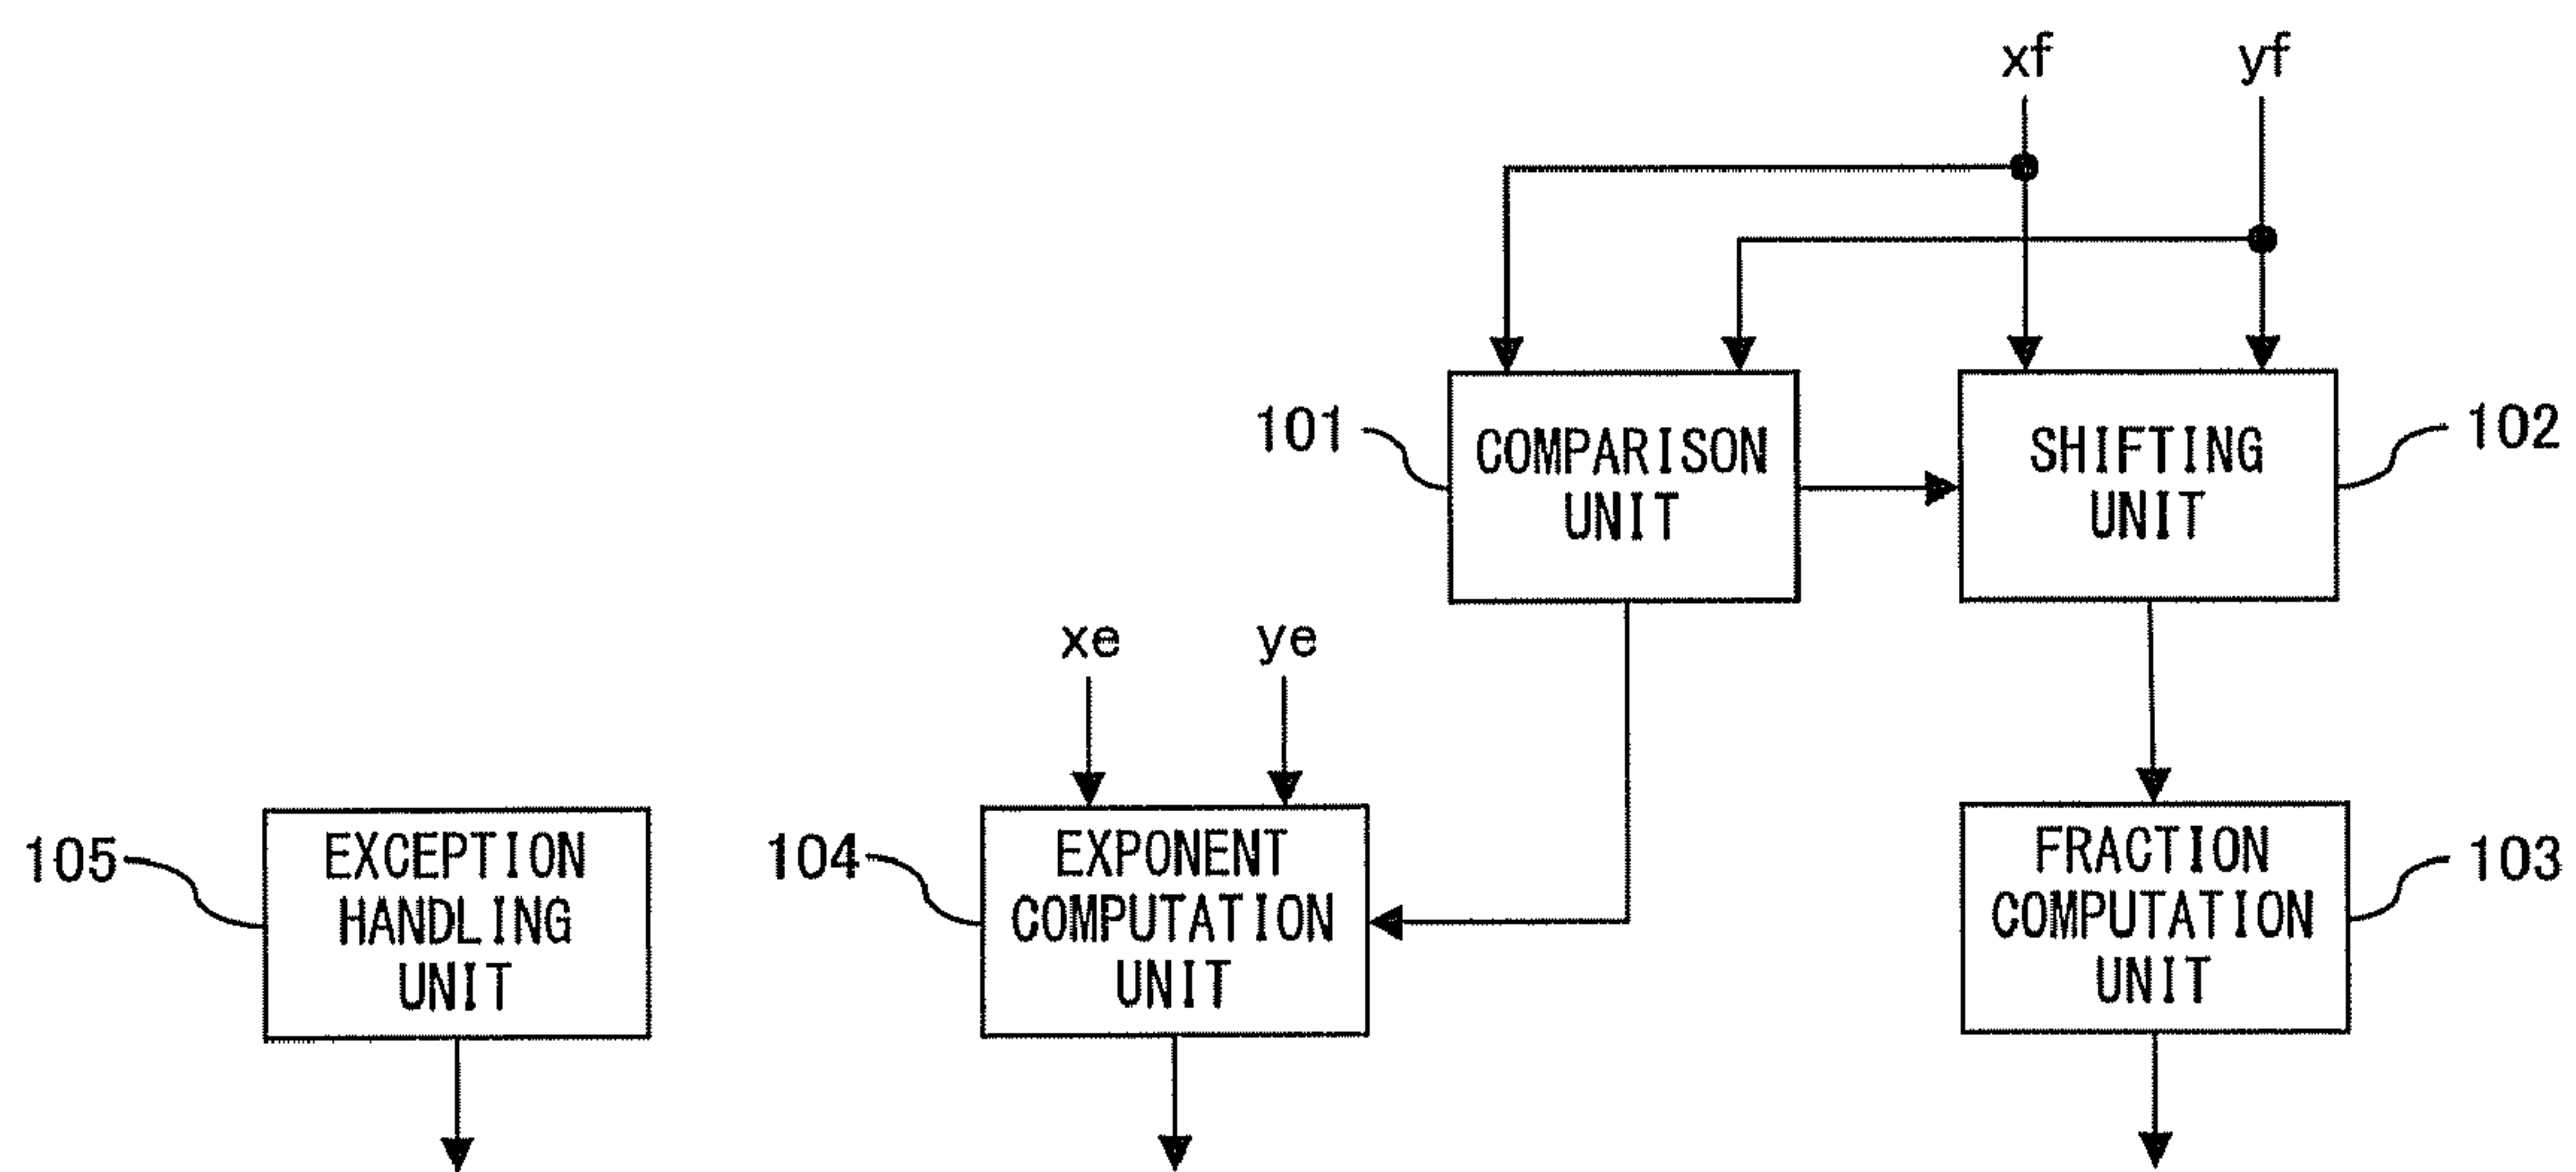 xf yf
101 COMPARISON UNIT
SHIFTING UNIT 102
xe ye
105 EXCEPTION HANDLING UNIT
104 EXPONENT COMPUTATION UNIT
FRACTION COMPUTATION UNIT 103